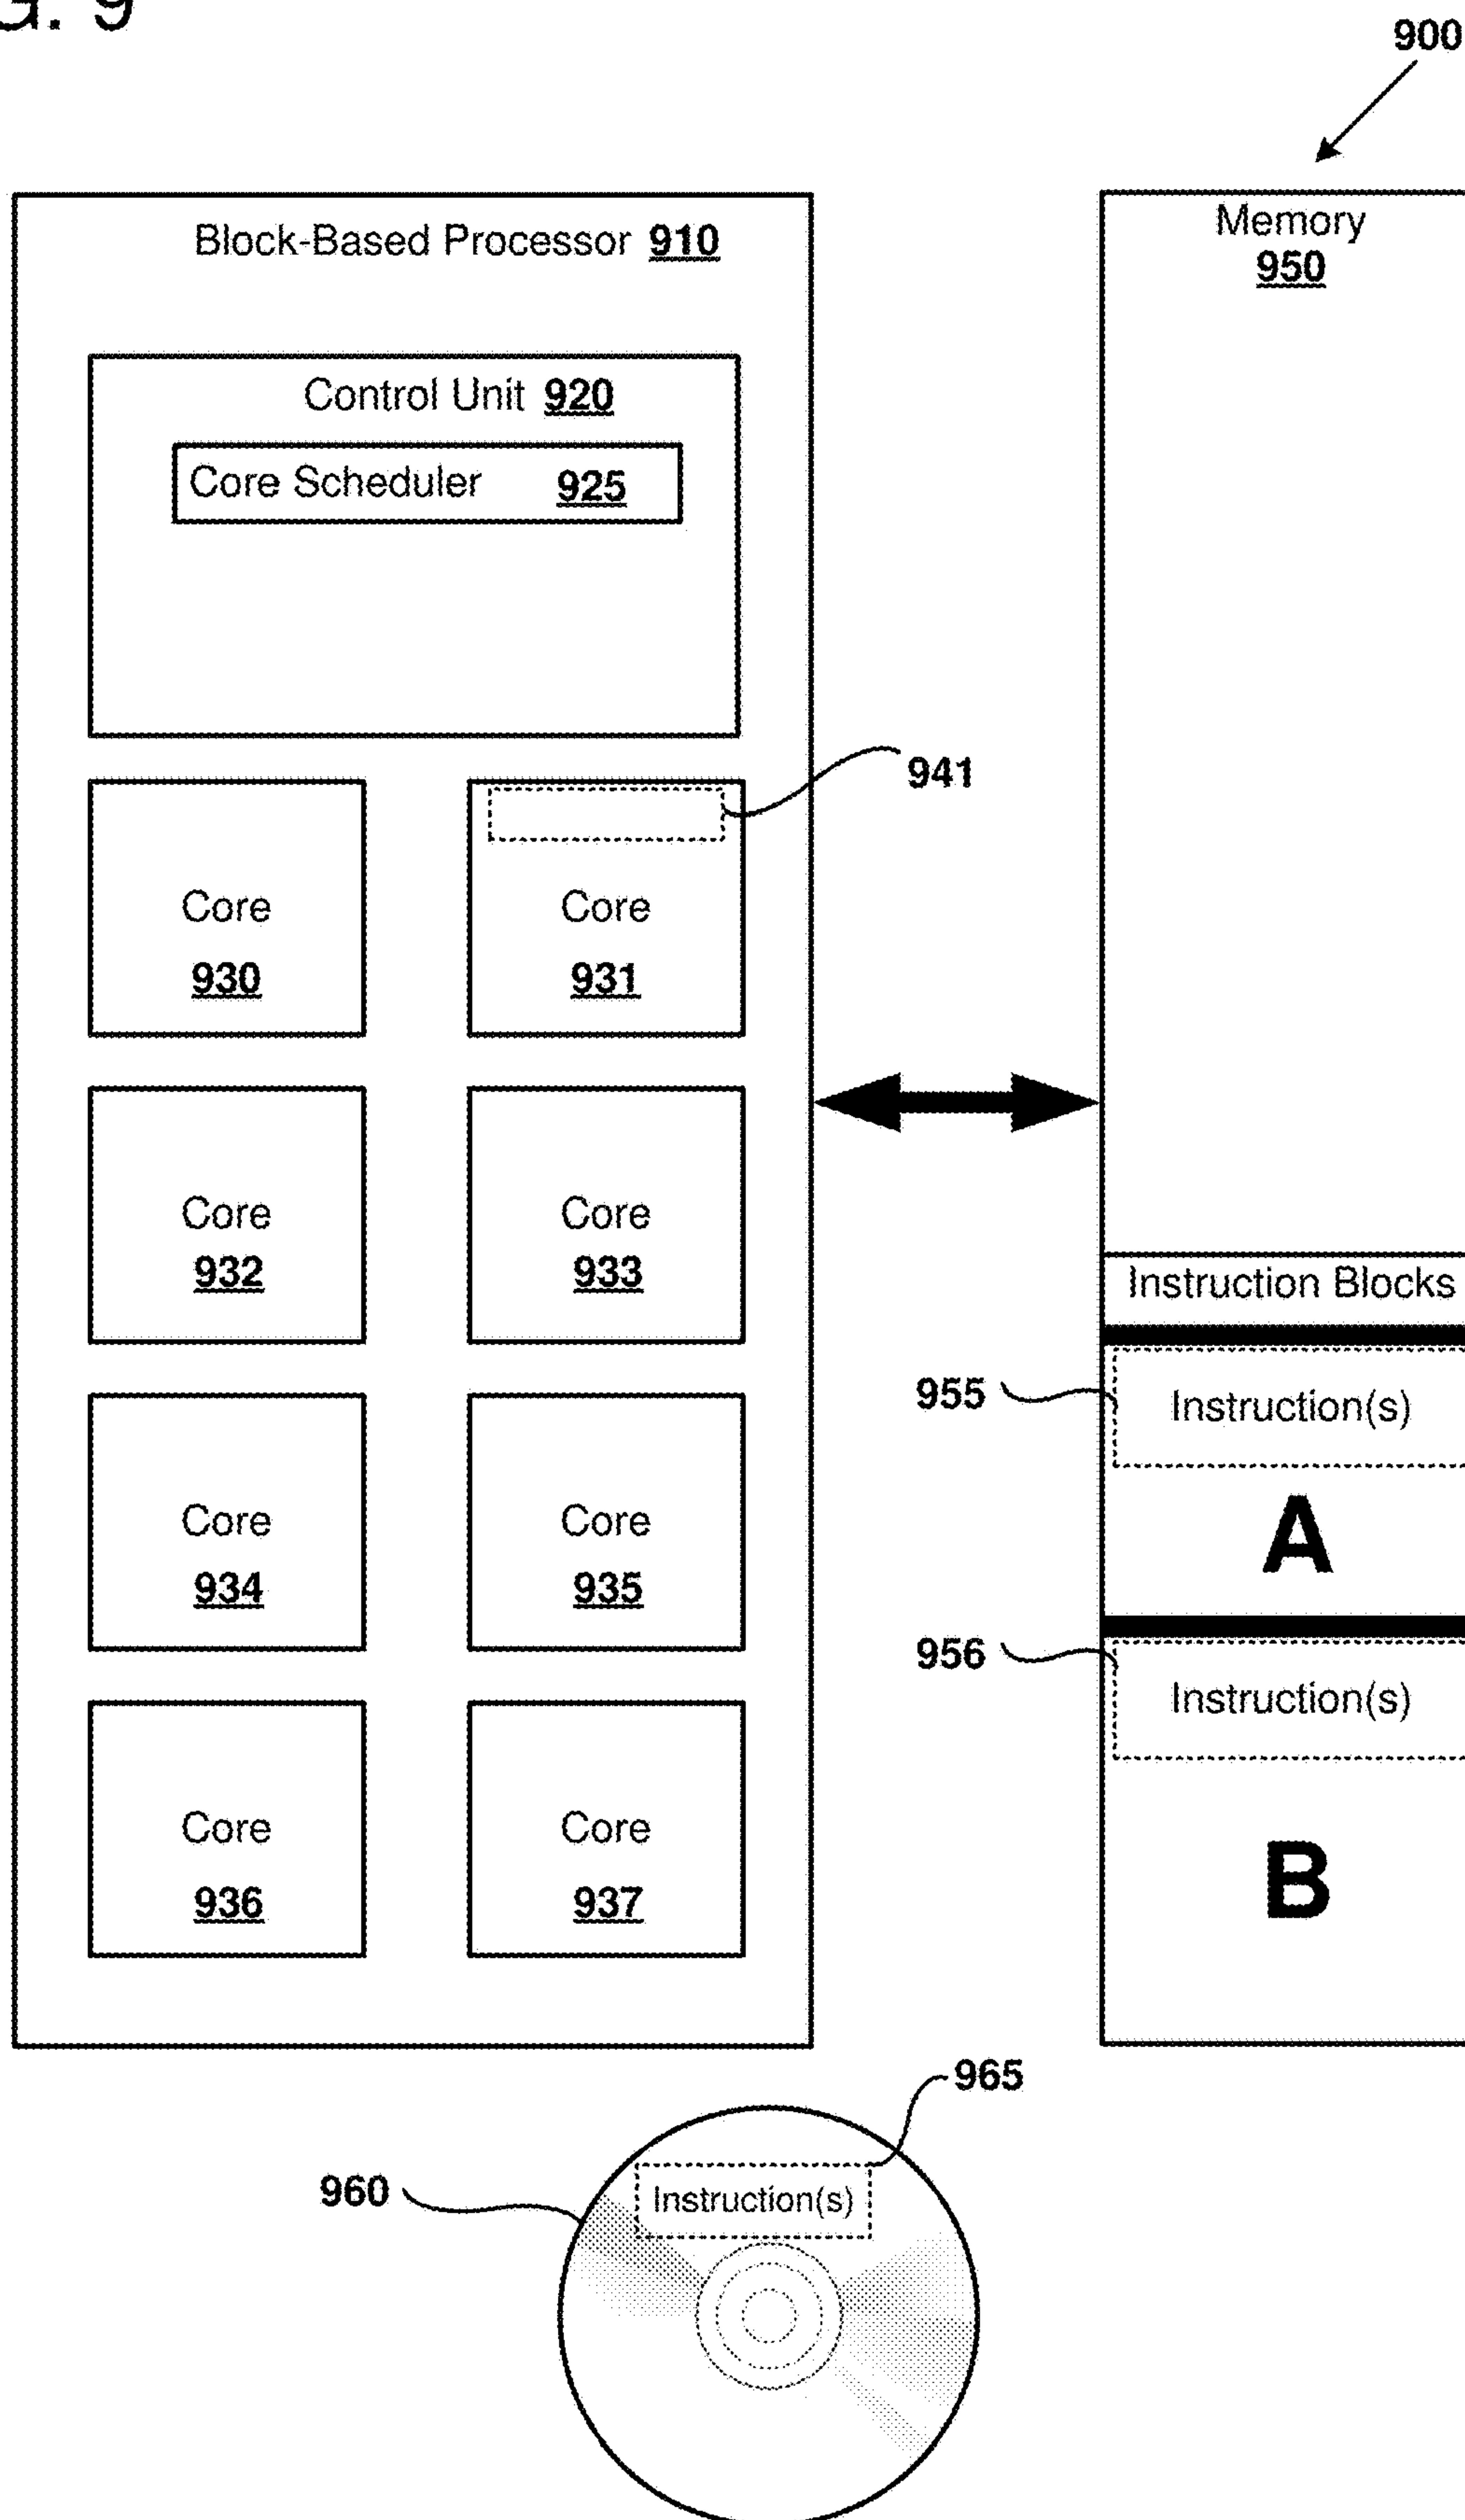 G. 9
900
Block-Based Processor 910
Memory
950
Control Unit 920
Core Scheduler 925
941
Core
930
Core
931
Core
932
Core
933
Instruction Blocks
955
Instruction(s)
Core
934
Core
935
A
956
Instruction(s)
Core
936
Core
937
B
965
960
Instruction(s)